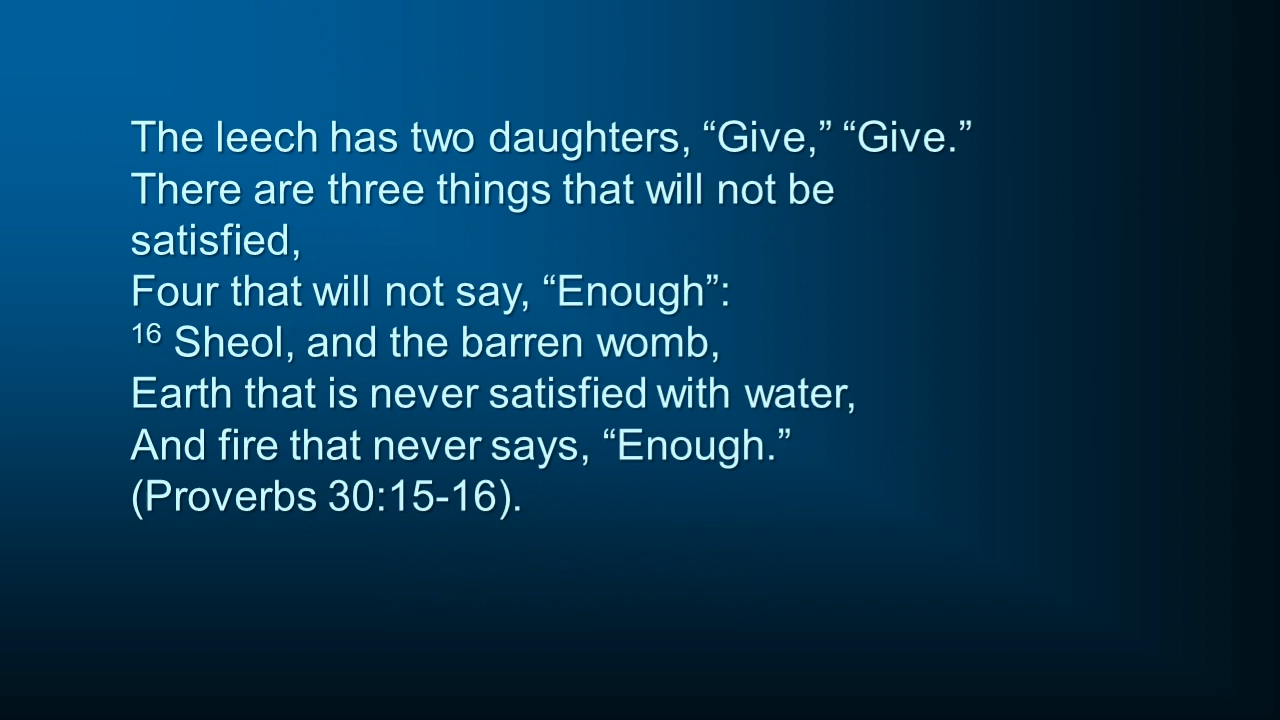 The leech has two daughters, “Give,” “Give.”
There are three things that will not be
satisfied,
Four that will not say, “Enough”:
16 Sheol, and the barren womb,
Earth that is never satisfied with water,
And fire that never says, “Enough.”
(Proverbs 30:15-16).